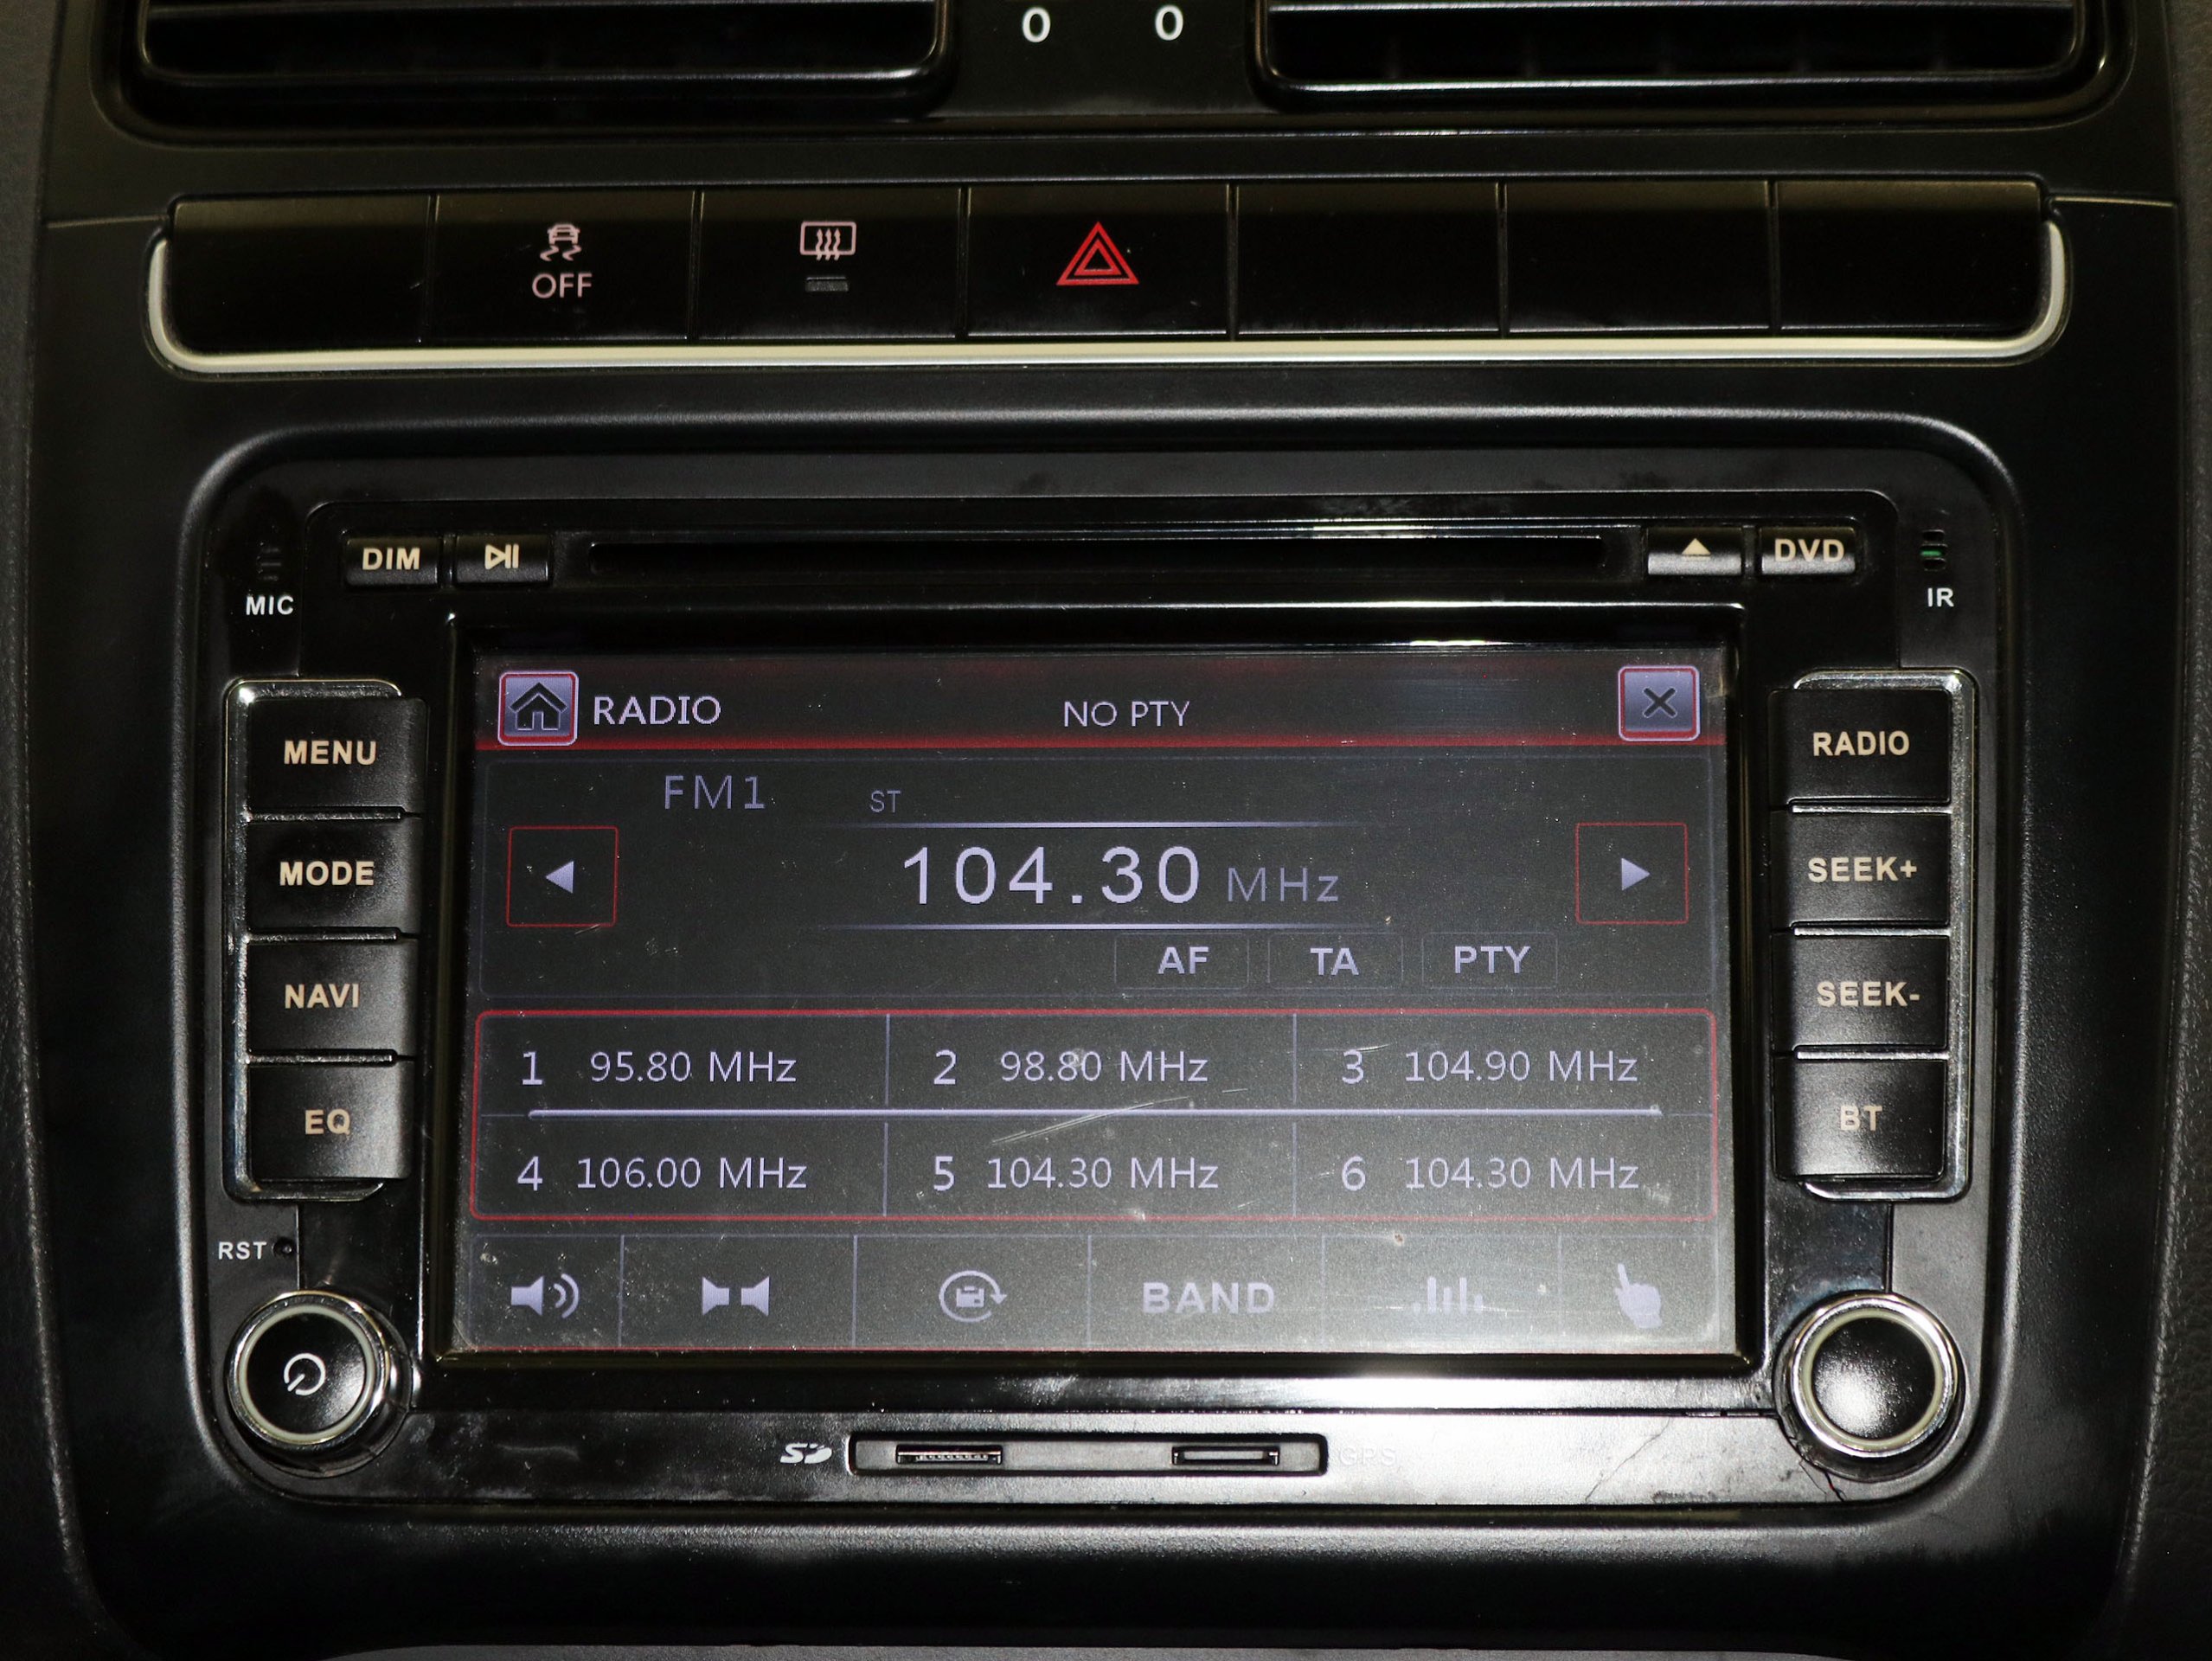 0 0
OFF
DIM
DVD
MIC
IR
RADIO NO PTY
MENU
RADIO
FM1 ST
104.30 MHz
MODE
SEEK+
AF TA PTY
NAVI
SEEK-
1 95.80 MHz 2 98.80 MHz 3 104.90 MHz
EQ
BT
4 106.00 MHz 5 104.30 MHz 6 104.30 MHz
RST
BAND
SD
GPS